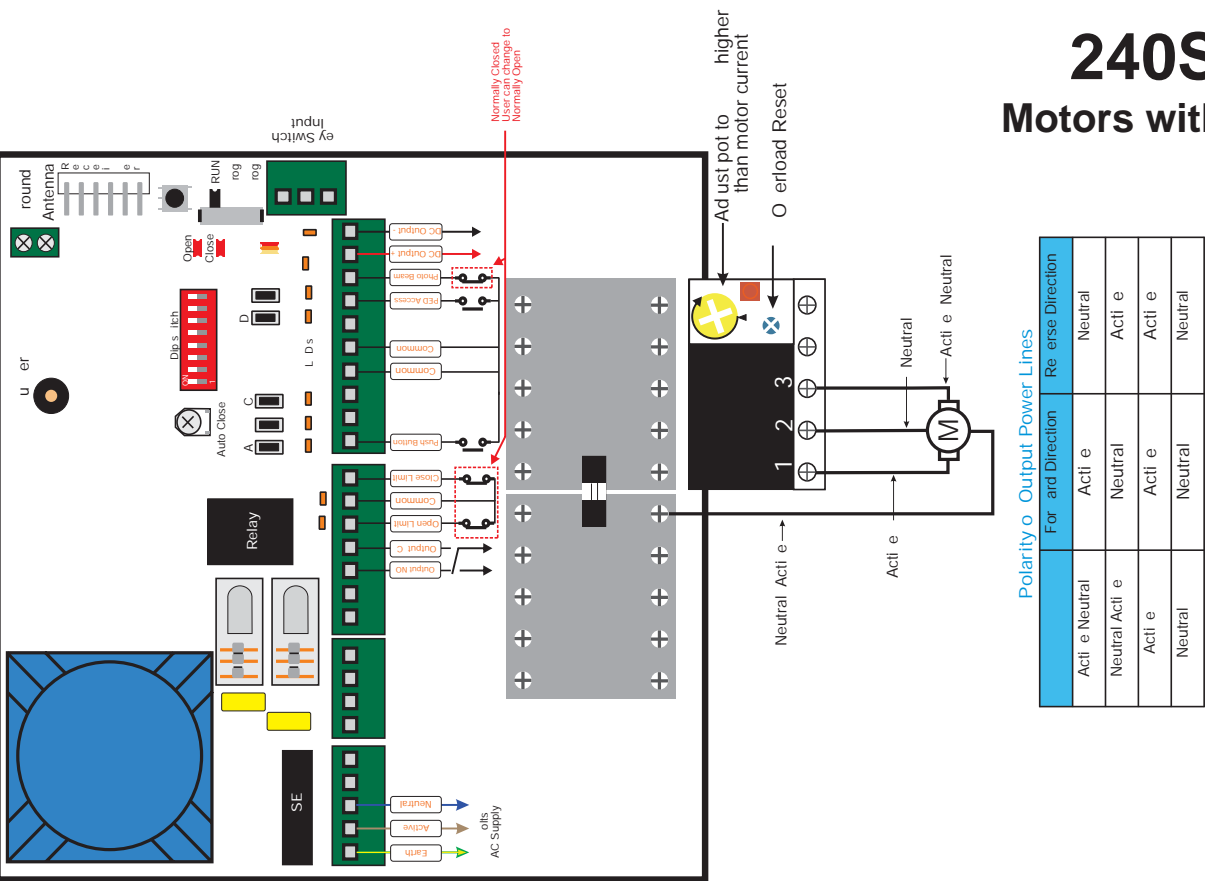 240S
Motors with
Normally Closed
User can change to
Normally Open
ey Switch
Input
round
Antenna
R e c e i e r
RUN
rog
rog
Open
Close
u er
Dip s itch
ON
1
D
L D s
Auto Close
A
C
Relay
SE
DC Output -
DC Output +
Photo Beam
PED Access
Common
Common
Push Button
Close Limit
Common
Open Limit
Output C
Output NO
Neutral
Active
Earth
olts
AC Supply
Ad ust pot to higher
than motor current
O erload Reset
1 2 3
M
Neutral
Acti e Neutral
Neutral Acti e
Acti e
Polarity o Output Power Lines
For ard Direction Re erse Direction
Acti e Neutral Acti e Neutral
Neutral Acti e Neutral Acti e
Acti e Acti e Acti e
Neutral Neutral Neutral